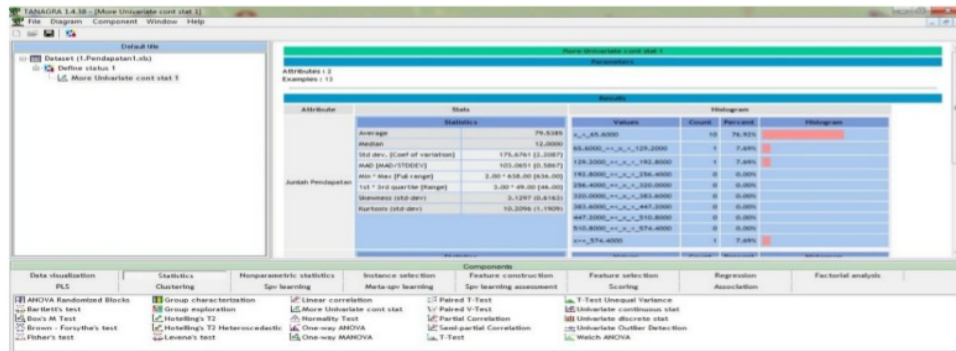 TANAGRA 1.4.38 - [More Univariate cont stat 1]
File Diagram Component Window Help
Default title
Dataset (1.Pendapatan1.xls)
Define status 1
More Univariate cont stat 1
More Univariate cont stat 1
Parameters
Attributes : 2
Examples : 13
Results
Attribute Stats Histogram
Jumlah Pendapatan
Statistics
Average 79.5385
Median 12.0000
Std dev. [Coef of variation] 175.6761 [2.2087]
MAD [MAD/STDDEV] 103.0651 [0.5867]
Min * Max [Full range] 2.00 * 638.00 [636.00]
1st * 3rd quartile [Range] 3.00 * 49.00 [46.00]
Skewness (std-dev) 3.1297 (0.6163)
Kurtosis (std-dev) 10.2096 (1.1909)
Values Count Percent Histogram
x_<_65.6000 10 76.92%
65.6000_=<_x_<_129.2000 1 7.69%
129.2000_=<_x_<_192.8000 1 7.69%
192.8000_=<_x_<_256.4000 0 0.00%
256.4000_=<_x_<_320.0000 0 0.00%
320.0000_=<_x_<_383.6000 0 0.00%
383.6000_=<_x_<_447.2000 0 0.00%
447.2000_=<_x_<_510.8000 0 0.00%
510.8000_=<_x_<_574.4000 0 0.00%
x>=_574.4000 1 7.69%
Statistics Values Count Percent Histogram
Components
Data visualization Statistics Nonparametric statistics Instance selection Feature construction Feature selection Regression Factorial analysis
PLS Clustering Spv learning Meta-spv learning Spv learning assessment Scoring Association
ANOVA Randomized Blocks Group characterization Linear correlation Paired T-Test T-Test Unequal Variance
Bartlett's test Group exploration More Univariate cont stat Paired V-Test Univariate continuous stat
Box's M Test Hotelling's T2 Normality Test Partial Correlation Univariate discrete stat
Brown - Forsythe's test Hotelling's T2 Heteroscedastic One-way ANOVA Semi-partial Correlation Univariate Outlier Detection
Fisher's test Levene's test One-way MANOVA T-Test Welch ANOVA